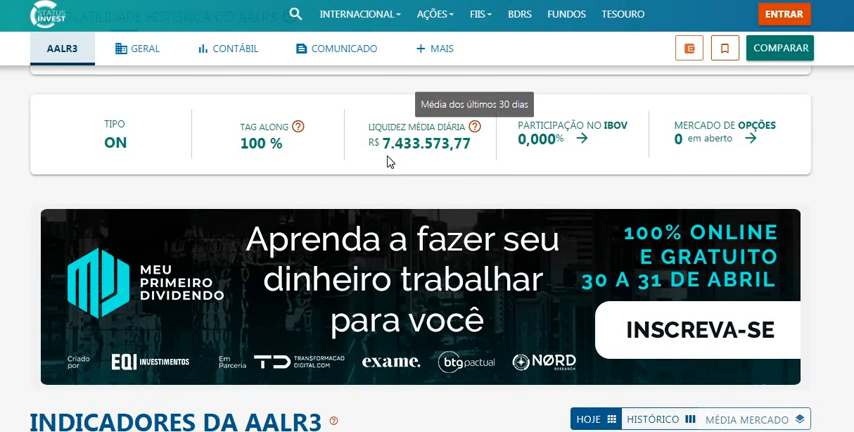 STATUS
INVEST
INTERNACIONAL
AÇÕES
FIIS
BDRS
FUNDOS
TESOURO
ENTRAR
AALR3
GERAL
CONTÁBIL
COMUNICADO
+ MAIS
COMPARAR
Média dos últimos 30 dias
TIPO
ON
TAG ALONG ?
100 %
LIQUIDEZ MÉDIA DIÁRIA ?
R$ 7.433.573,77
PARTICIPAÇÃO NO IBOV
0,000% →
MERCADO DE OPÇÕES
0 em aberto →
MEU
PRIMEIRO
DIVIDENDO
Aprenda a fazer seu
dinheiro trabalhar
para você
100% ONLINE
E GRATUITO
30 A 31 DE ABRIL
INSCREVA-SE
Criado
por
EQI INVESTIMENTOS
Em
Parceria
TD TRANSFORMACAO
DIGITAL.COM
exame.
btgpactual
NØRD
RESEARCH
INDICADORES DA AALR3 ?
HOJE
HISTÓRICO
MÉDIA MERCADO